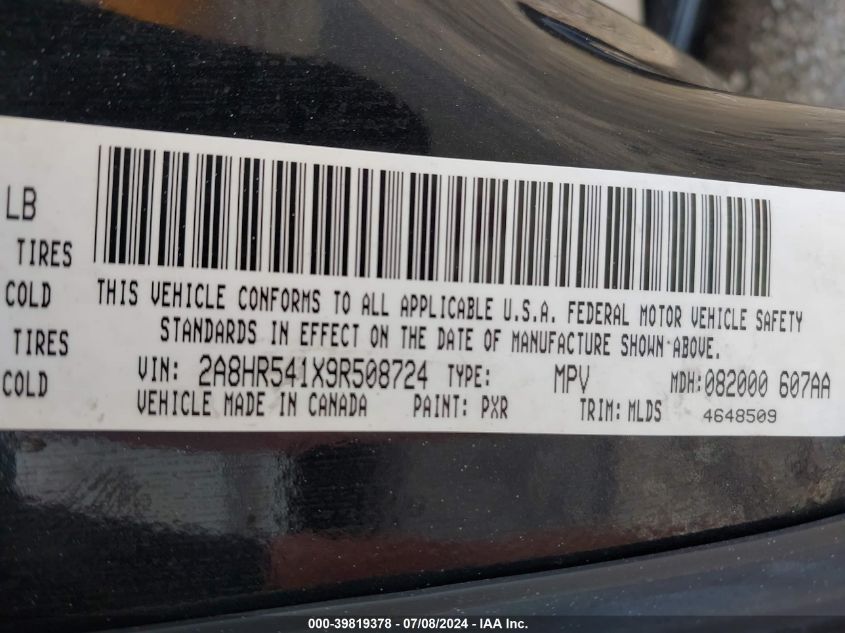 LB
TIRES
COLD
TIRES
COLD
THIS VEHICLE CONFORMS TO ALL APPLICABLE U.S.A. FEDERAL MOTOR VEHICLE SAFETY
STANDARDS IN EFFECT ON THE DATE OF MANUFACTURE SHOWN ABOVE.
VIN: 2A8HR541X9R508724 TYPE: MPV MDH:082000 607AA
VEHICLE MADE IN CANADA PAINT: PXR TRIM: MLDS 4648509
000-39819378 - 07/08/2024 - IAA Inc.